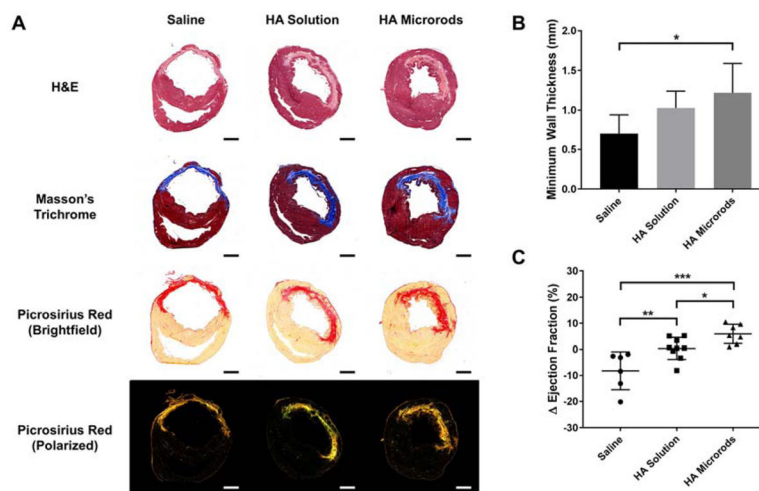 A
Saline
HA Solution
HA Microrods
H&E
Masson's
Trichrome
Picrosirius Red
(Brightfield)
Picrosirius Red
(Polarized)
B
Minimum Wall Thickness (mm)
2.0
1.5
1.0
0.5
0.0
*
Saline
HA Solution
HA Microrods
C
Δ Ejection Fraction (%)
20
10
0
-10
-20
-30
***
**
*
Saline
HA Solution
HA Microrods